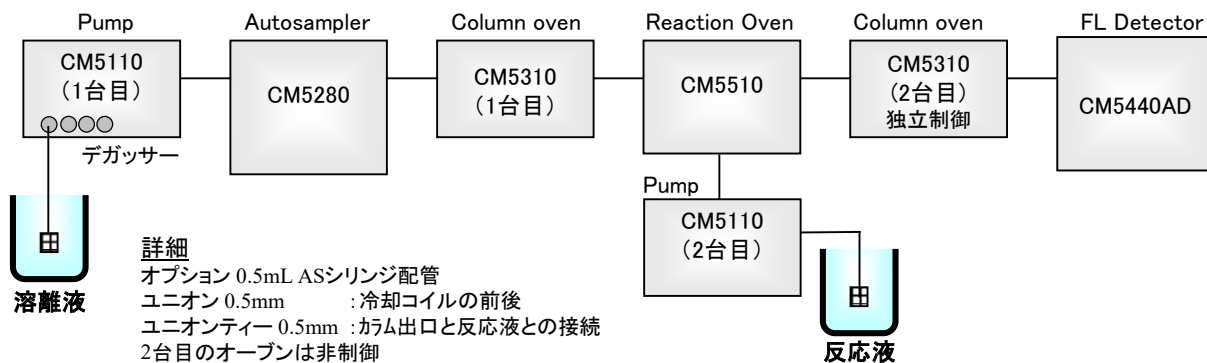 Pump
CM5110
(1台目)
デガッサー
溶離液
Autosampler
CM5280
Column oven
CM5310
(1台目)
Reaction Oven
CM5510
Pump
CM5110
(2台目)
反応液
Column oven
CM5310
(2台目)
独立制御
FL Detector
CM5440AD
詳細
オプション 0.5mL ASシリンジ配管
ユニオン 0.5mm :冷却コイルの前後
ユニオンティー 0.5mm :カラム出口と反応液との接続
2台目のオーブンは非制御